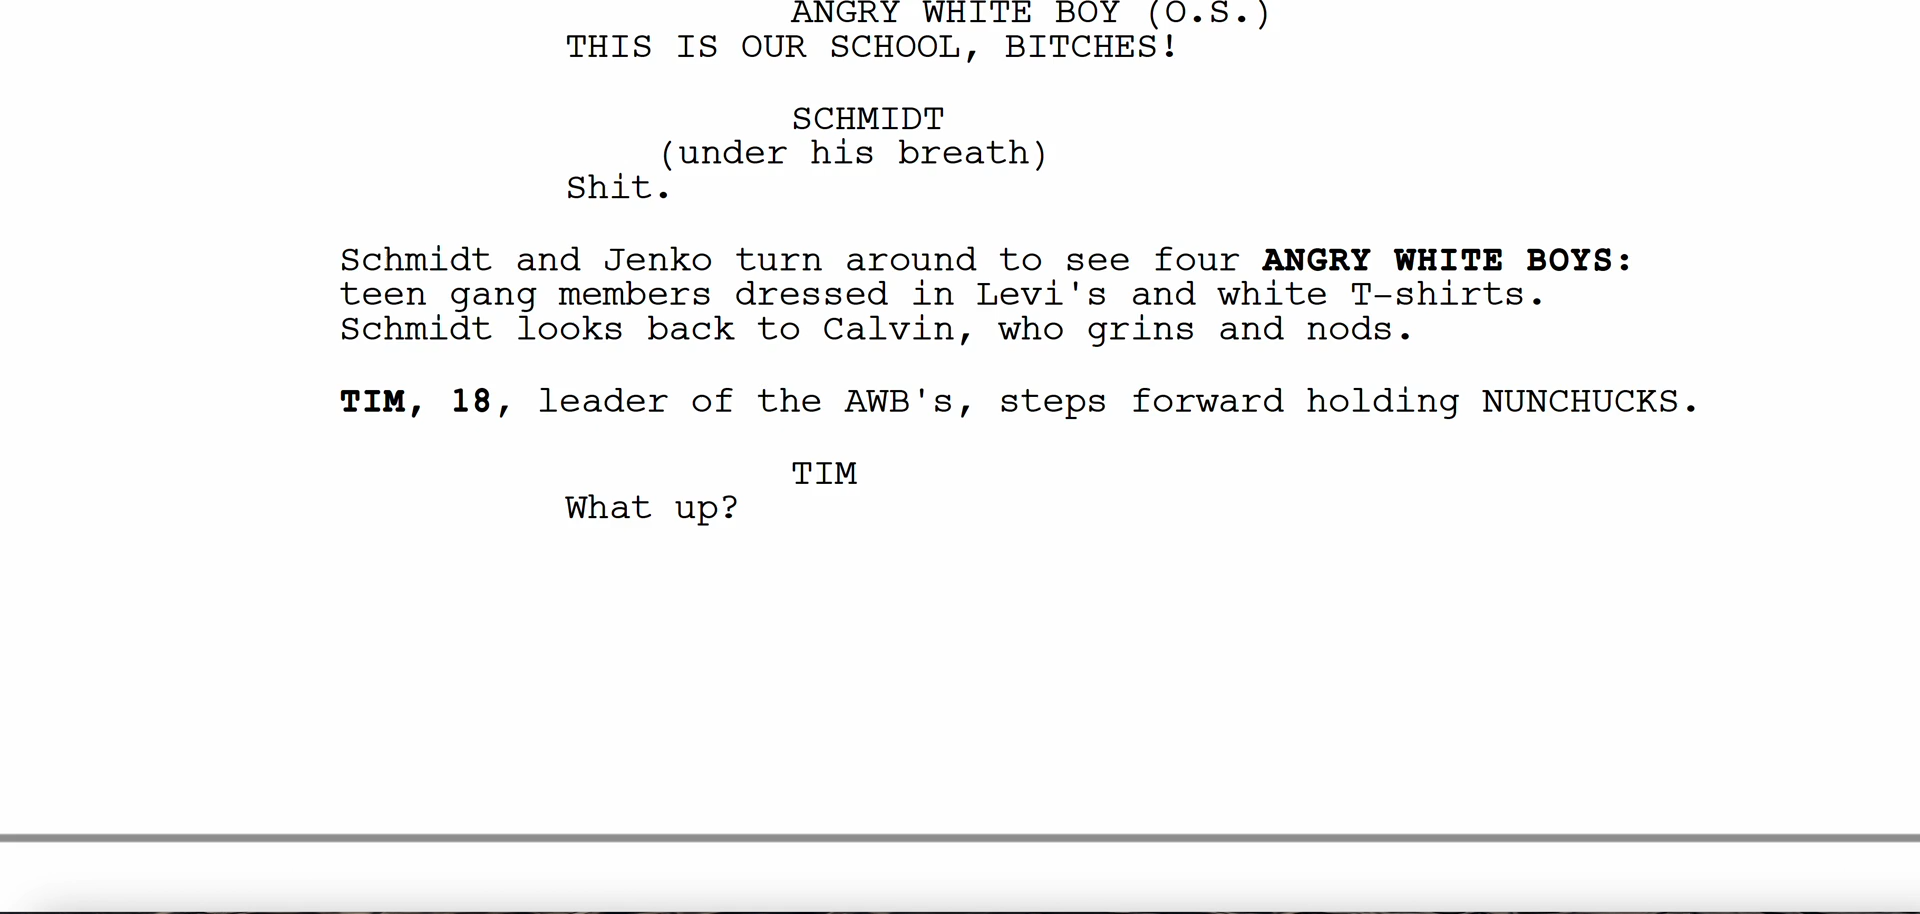 ANGRY WHITE BOY (O.S.)
THIS IS OUR SCHOOL, BITCHES!
SCHMIDT
(under his breath)
Shit.
Schmidt and Jenko turn around to see four ANGRY WHITE BOYS:
teen gang members dressed in Levi's and white T-shirts.
Schmidt looks back to Calvin, who grins and nods.
TIM, 18, leader of the AWB's, steps forward holding NUNCHUCKS.
TIM
What up?